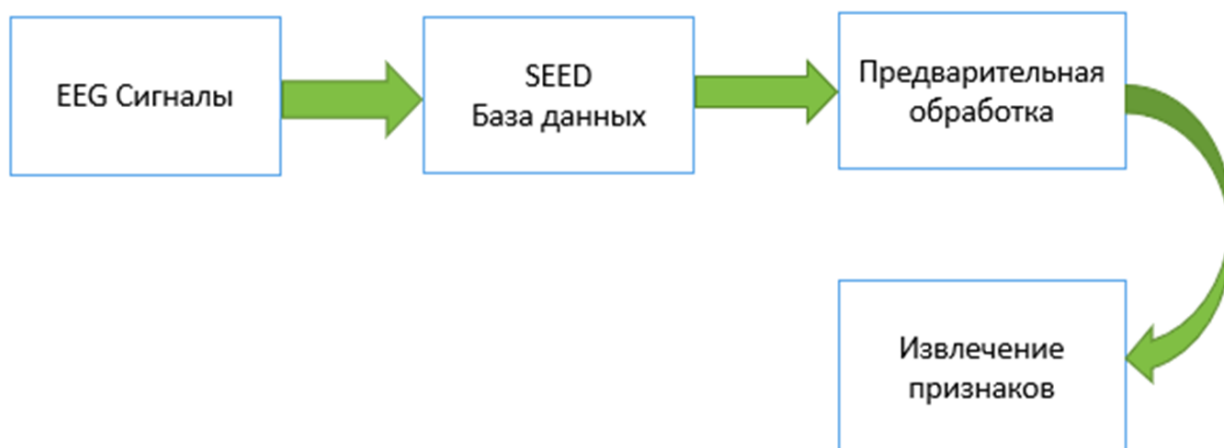 EEG Сигналы
SEED
База данных
Предварительная
обработка
Извлечение
признаков